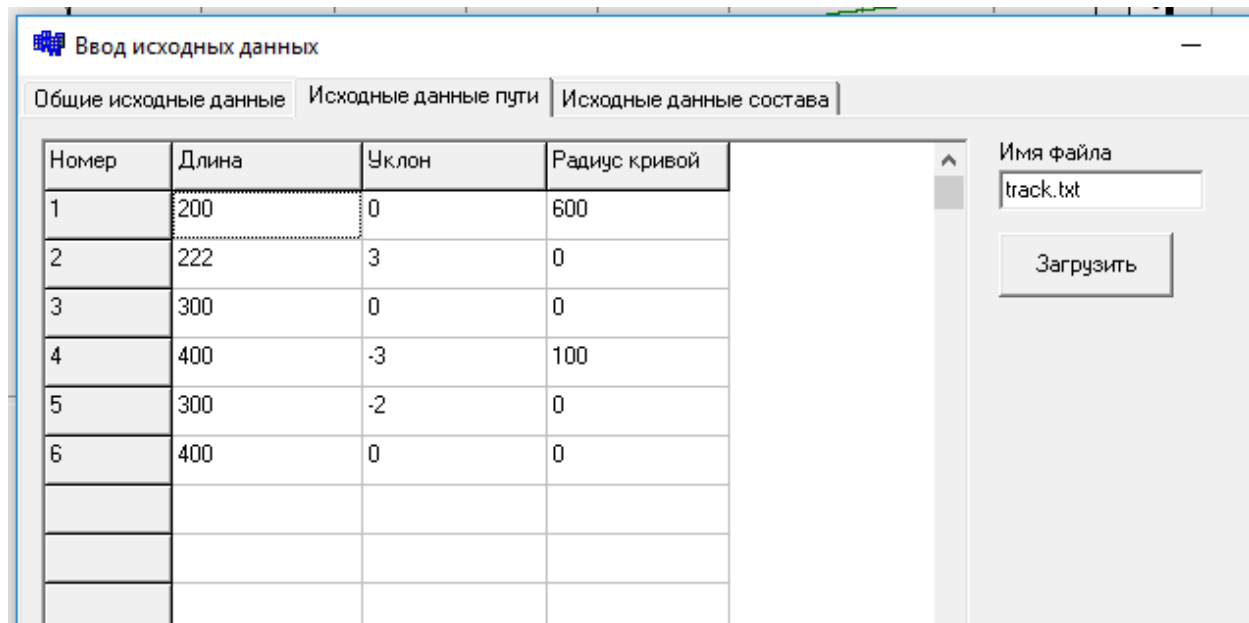 Ввод исходных данных
Общие исходные данные Исходные данные пути Исходные данные состава
Номер Длина Уклон Радиус кривой
1 200 0 600
2 222 3 0
3 300 0 0
4 400 -3 100
5 300 -2 0
6 400 0 0
Имя файла
track.txt
Загрузить